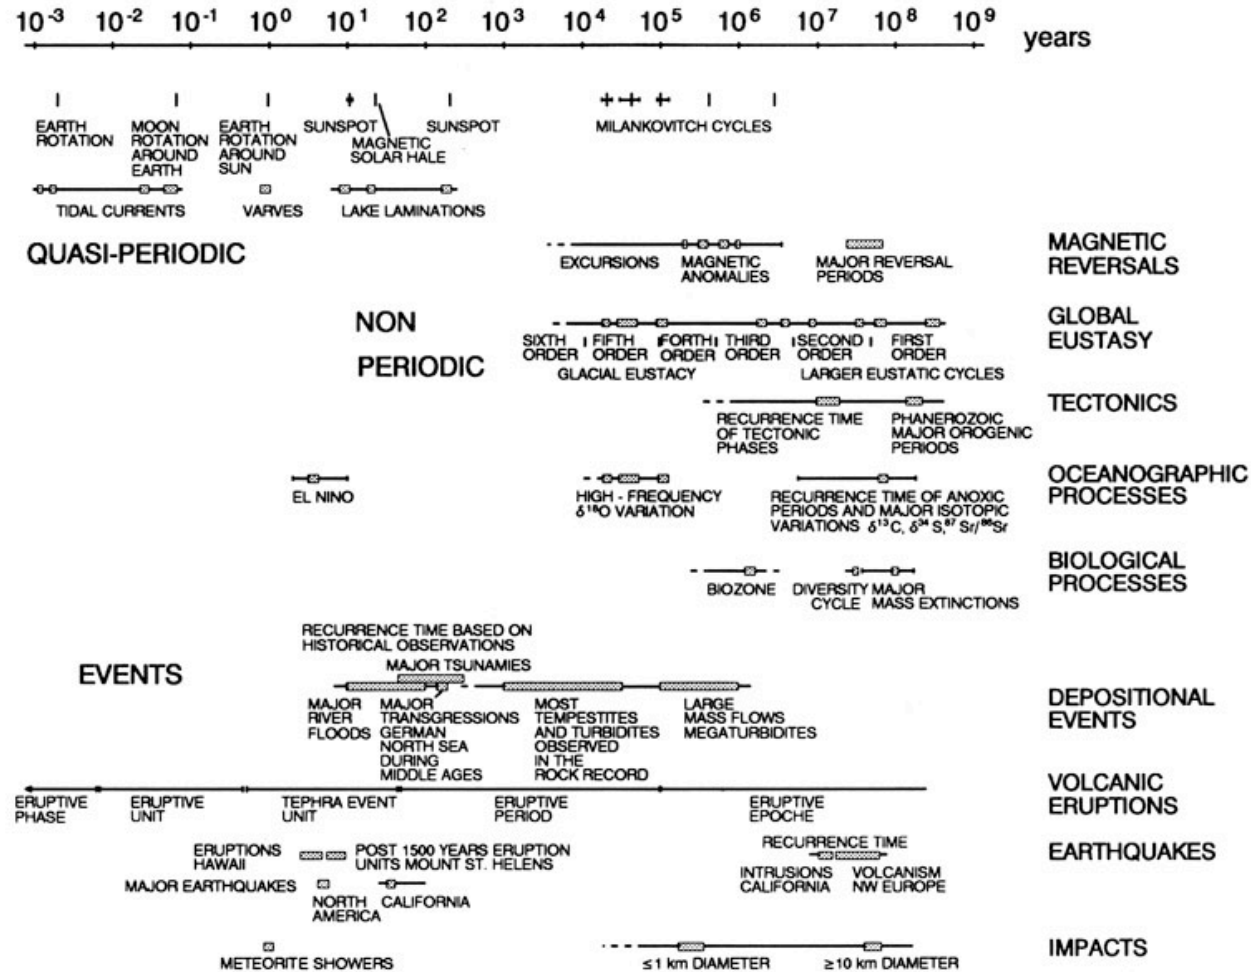 10⁻³ 10⁻² 10⁻¹ 10⁰ 10¹ 10² 10⁴ 10⁵ 10⁶ 10⁷ 10⁸ 10⁹
years
EARTH
ROTATION
MOON
ROTATION
AROUND
EARTH
EARTH
ROTATION
AROUND
SUN
SUNSPOT
MAGNETIC
SOLAR HALE
SUNSPOT
MILANKOVITCH CYCLES
TIDAL CURRENTS
VARVES
LAKE LAMINATIONS
QUASI-PERIODIC
EXCURSIONS
MAGNETIC
ANOMALIES
MAJOR REVERSAL
PERIODS
MAGNETIC
REVERSALS
NON
PERIODIC
SIXTH
ORDER
FIFTH
ORDER
FORTH
ORDER
THIRD
ORDER
SECOND
ORDER
FIRST
ORDER
GLACIAL EUSTACY
LARGER EUSTATIC CYCLES
GLOBAL
EUSTASY
RECURRENCE TIME
OF TECTONIC
PHASES
PHANEROZOIC
MAJOR OROGENIC
PERIODS
TECTONICS
EL NINO
HIGH - FREQUENCY
δ¹⁸O VARIATION
RECURRENCE TIME OF ANOXIC
PERIODS AND MAJOR ISOTOPIC
VARIATIONS δ¹³C, δ³⁴S,⁸⁷Sr/⁸⁶Sr
OCEANOGRAPHIC
PROCESSES
BIOZONE
DIVERSITY
CYCLE
MAJOR
MASS EXTINCTIONS
BIOLOGICAL
PROCESSES
EVENTS
RECURRENCE TIME BASED ON
HISTORICAL OBSERVATIONS
MAJOR TSUNAMIES
MAJOR
RIVER
FLOODS
MAJOR
TRANSGRESSIONS
GERMAN
NORTH SEA
DURING
MIDDLE AGES
MOST
TEMPESTITES
AND TURBIDITES
OBSERVED
IN THE
ROCK RECORD
LARGE
MASS FLOWS
MEGATURBIDITES
DEPOSITIONAL
EVENTS
ERUPTIVE
PHASE
ERUPTIVE
UNIT
TEPHRA EVENT
UNIT
ERUPTIVE
PERIOD
ERUPTIVE
EPOCHE
VOLCANIC
ERUPTIONS
ERUPTIONS
HAWAII
POST 1500 YEARS ERUPTION
UNITS MOUNT ST. HELENS
RECURRENCE TIME
INTRUSIONS
CALIFORNIA
VOLCANISM
NW EUROPE
EARTHQUAKES
MAJOR EARTHQUAKES
NORTH
AMERICA
CALIFORNIA
METEORITE SHOWERS
≤1 km DIAMETER
≥10 km DIAMETER
IMPACTS